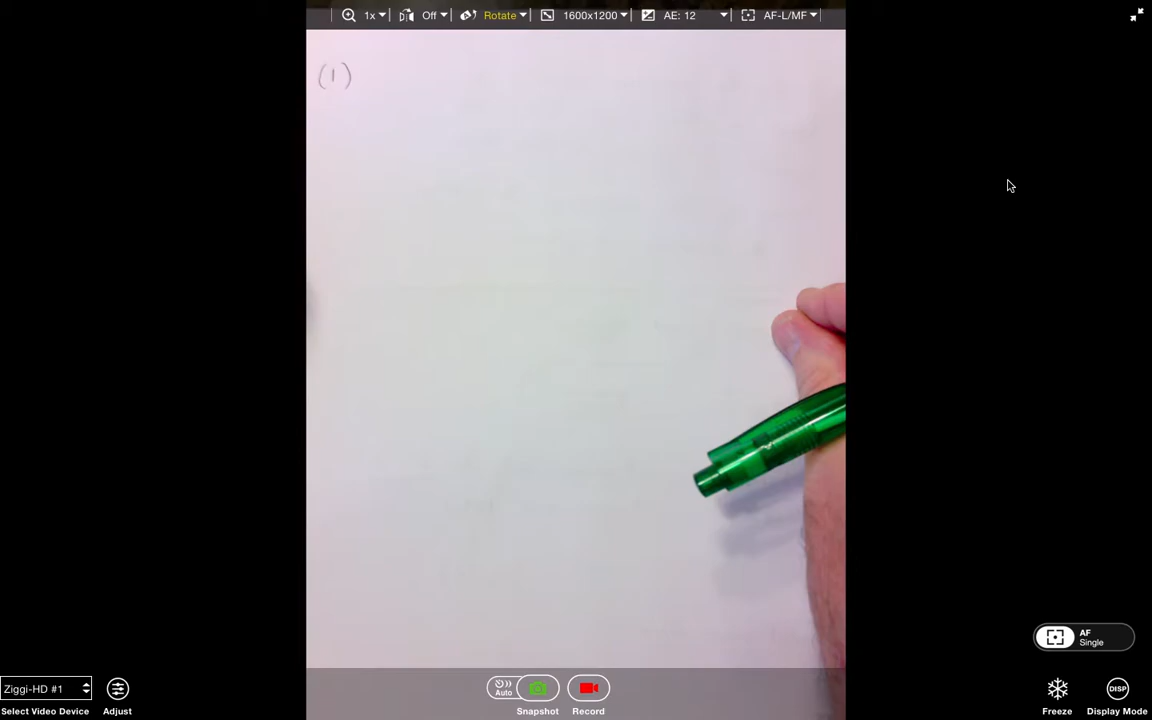 1x Off Rotate 1600x1200 AE: 12 AF-L/MF
(1)
AF
Single
Ziggi-HD #1
Auto
Select Video Device Adjust Snapshot Record Freeze DISP Display Mode